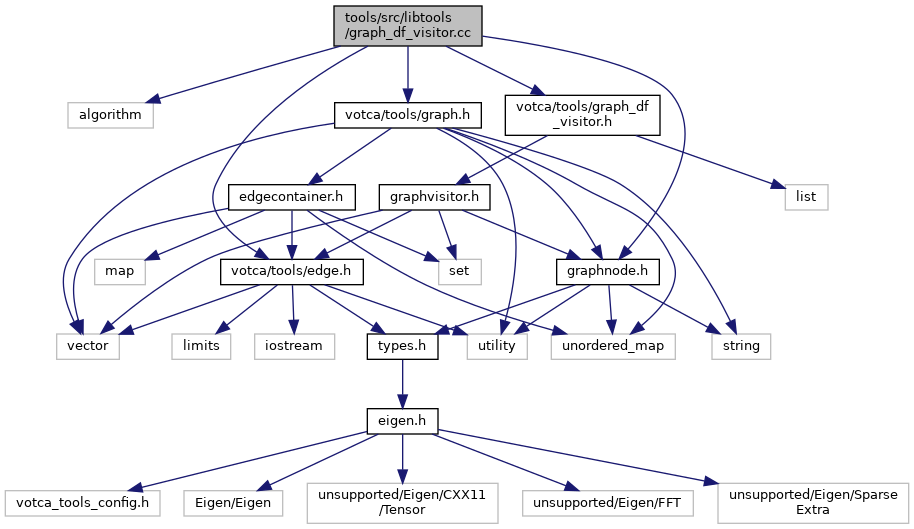 tools/src/libtools
/graph_df_visitor.cc
algorithm
votca/tools/graph.h
votca/tools/graph_df
_visitor.h
edgecontainer.h
graphvisitor.h
list
map
votca/tools/edge.h
set
graphnode.h
vector
limits
iostream
types.h
utility
unordered_map
string
eigen.h
votca_tools_config.h
Eigen/Eigen
unsupported/Eigen/CXX11
/Tensor
unsupported/Eigen/FFT
unsupported/Eigen/Sparse
Extra